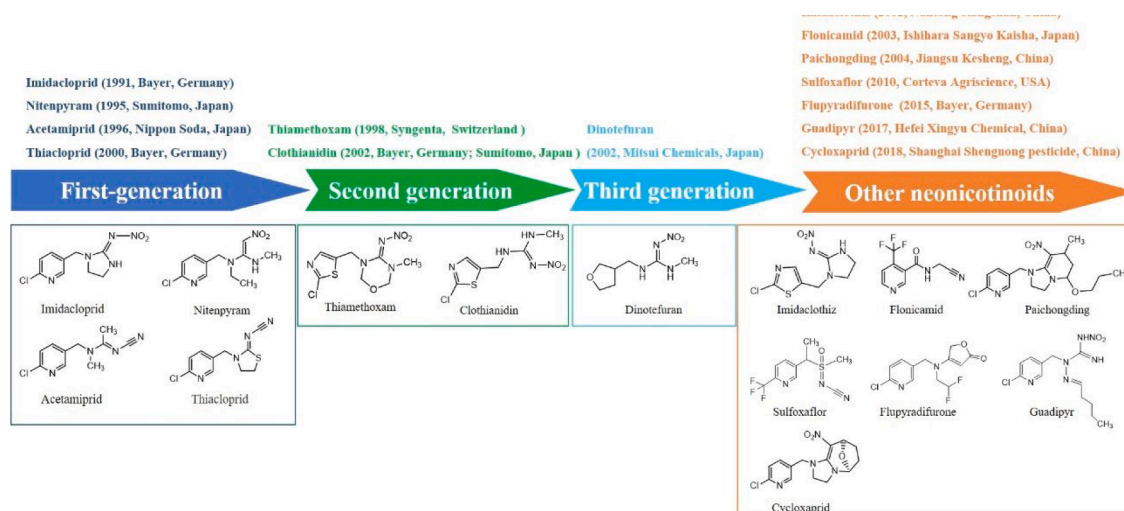 Flonicamid (2003, Ishihara Sangyo Kaisha, Japan)
Paichongding (2004, Jiangsu Kesheng, China)
Sulfoxaflor (2010, Corteva Agriscience, USA)
Flupyradifurone (2015, Bayer, Germany)
Guadipyr (2017, Hefei Xingyu Chemical, China)
Cycloxaprid (2018, Shanghai Shengnong pesticide, China)
Imidacloprid (1991, Bayer, Germany)
Nitenpyram (1995, Sumitomo, Japan)
Acetamiprid (1996, Nippon Soda, Japan)
Thiacloprid (2000, Bayer, Germany)
Thiamethoxam (1998, Syngenta, Switzerland )
Clothianidin (2002, Bayer, Germany; Sumitomo, Japan )
Dinotefuran
(2002, Mitsui Chemicals, Japan)
First-generation
Second generation
Third generation
Other neonicotinoids
Imidacloprid
Nitenpyram
Acetamiprid
Thiacloprid
Thiamethoxam
Clothianidin
Dinotefuran
Imidaclothiz
Flonicamid
Paichongding
Sulfoxaflor
Flupyradifurone
Guadipyr
Cycloxaprid